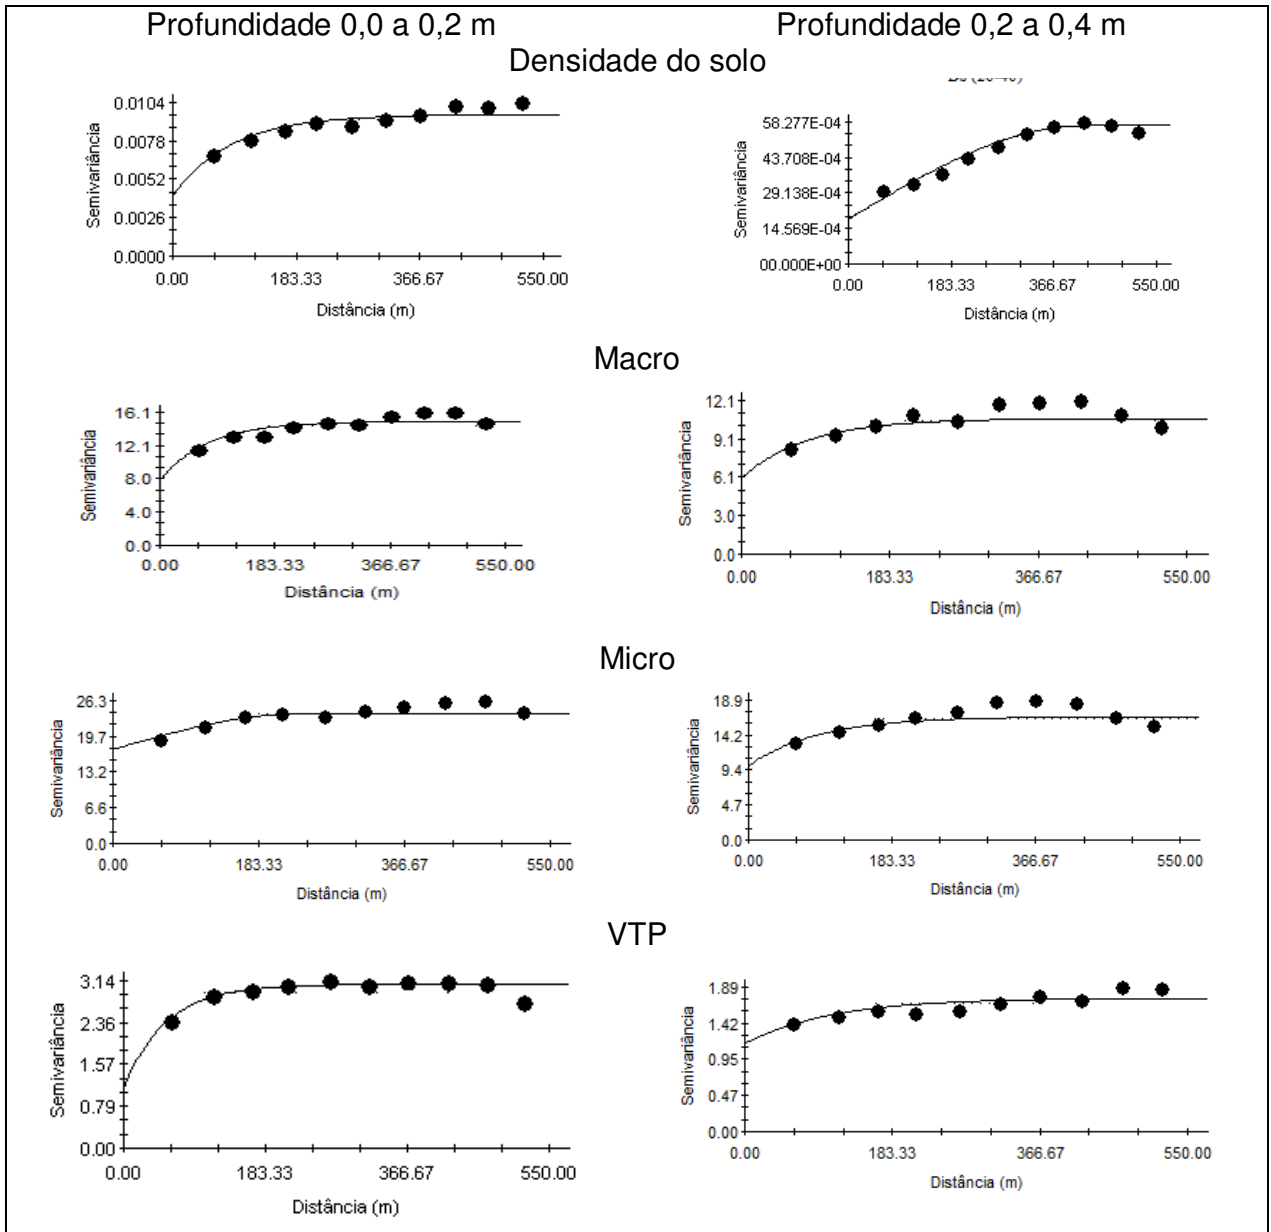 Profundidade 0,0 a 0,2 m
Profundidade 0,2 a 0,4 m
Densidade do solo
0.0104
0.0078
0.0052
0.0026
0.0000
Semivariância
0.00 183.33 366.67 550.00
Distância (m)
58.277E-04
43.708E-04
29.138E-04
14.569E-04
00.000E+00
Semivariância
0.00 183.33 366.67 550.00
Distância (m)
Macro
16.1
12.1
8.0
4.0
0.0
Semivariância
0.00 183.33 366.67 550.00
Distância (m)
12.1
9.1
6.1
3.0
0.0
Semivariância
0.00 183.33 366.67 550.00
Distância (m)
Micro
26.3
19.7
13.2
6.6
0.0
Semivariância
0.00 183.33 366.67 550.00
Distância (m)
18.9
14.2
9.4
4.7
0.0
Semivariância
0.00 183.33 366.67 550.00
Distância (m)
VTP
3.14
2.36
1.57
0.79
0.00
Semivariância
0.00 183.33 366.67 550.00
Distância (m)
1.89
1.42
0.95
0.47
0.00
Semivariância
0.00 183.33 366.67 550.00
Distância (m)